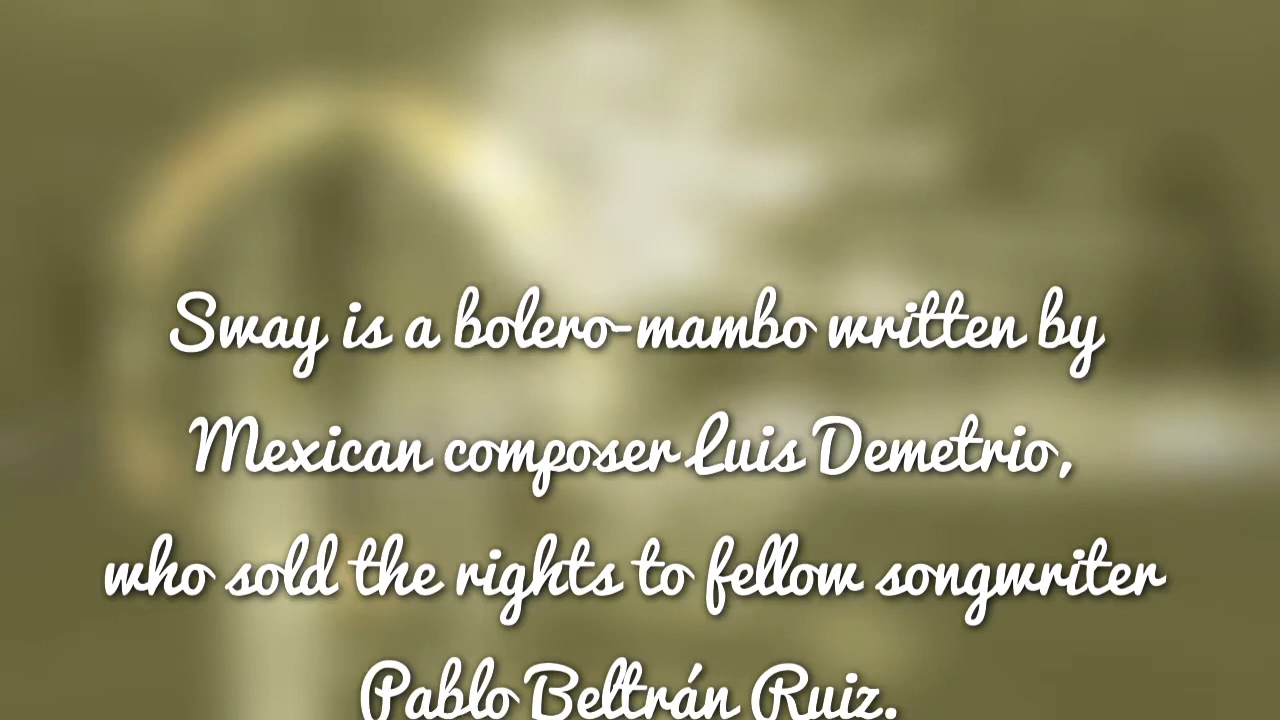 Sway is a bolero-mambo written by
Mexican composer Luis Demetrio,
who sold the rights to fellow songwriter
Pablo Beltrán Ruiz.